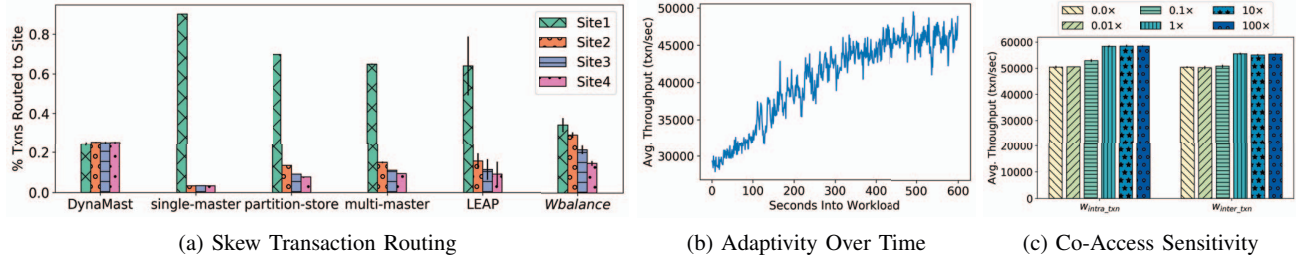 % Txns Routed to Site
0.8
0.6
0.4
0.2
0.0
Site1
Site2
Site3
Site4
DynaMast single-master partition-store multi-master LEAP Wbalance
(a) Skew Transaction Routing
Avg. Throughput (txn/sec)
45000
40000
35000
30000
0 100 200 300 400 500 600
Seconds Into Workload
(b) Adaptivity Over Time
0.0× 0.1× 10×
0.01× 1× 100×
Avg. Throughput (txn/sec)
60000
50000
40000
30000
20000
10000
0
wintra_txn winter_txn
(c) Co-Access Sensitivity